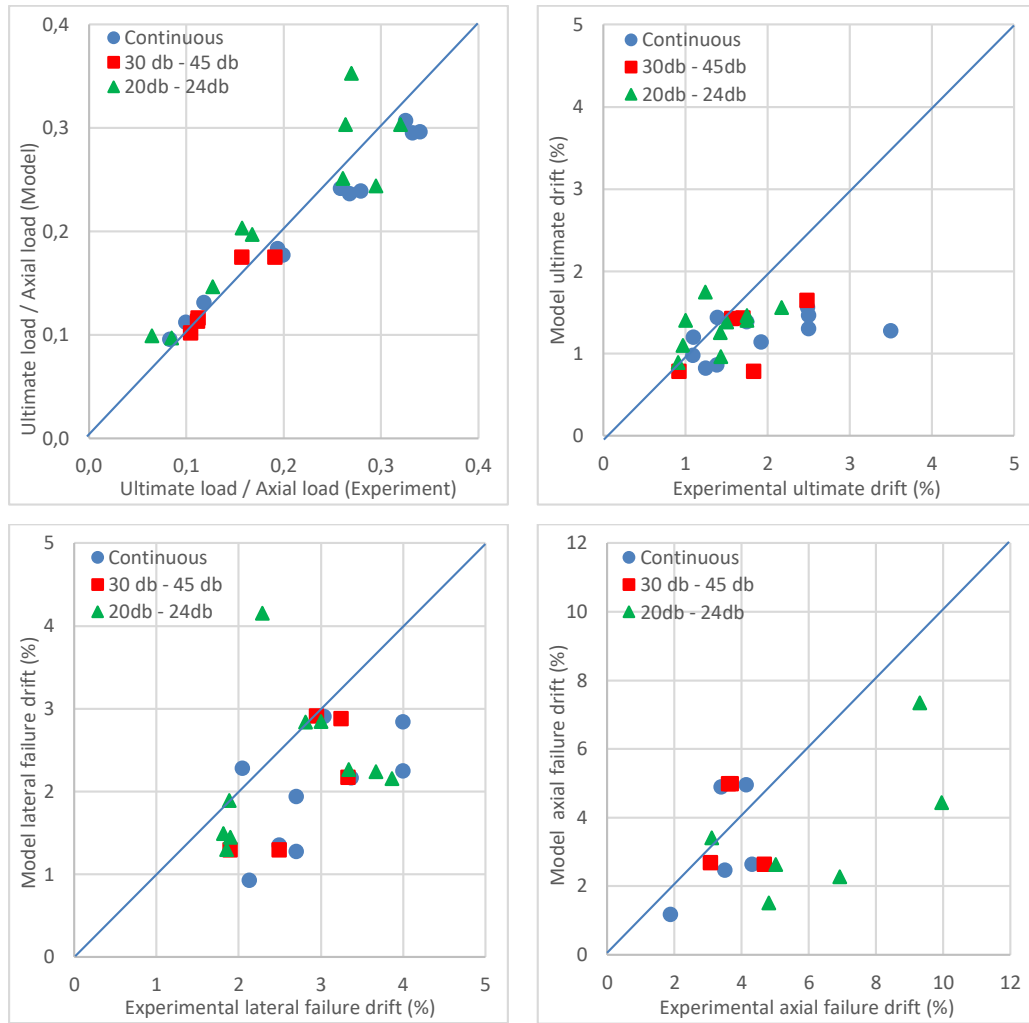 0,4
0,3
0,2
0,1
0,0
0,0 0,1 0,2 0,3 0,4
Ultimate load / Axial load (Model)
Ultimate load / Axial load (Experiment)
Continuous
30 db - 45 db
20db - 24db
5
4
3
2
1
0
0 1 2 3 4 5
Model ultimate drift (%)
Experimental ultimate drift (%)
Continuous
30db - 45db
20db - 24db
5
4
3
2
1
0
0 1 2 3 4 5
Model lateral failure drift (%)
Experimental lateral failure drift (%)
Continuous
30 db - 45 db
20db - 24db
12
10
8
6
4
2
0
0 2 4 6 8 10 12
Model axial failure drift (%)
Experimental axial failure drift (%)
Continuous
30 db - 45 db
20db - 24db